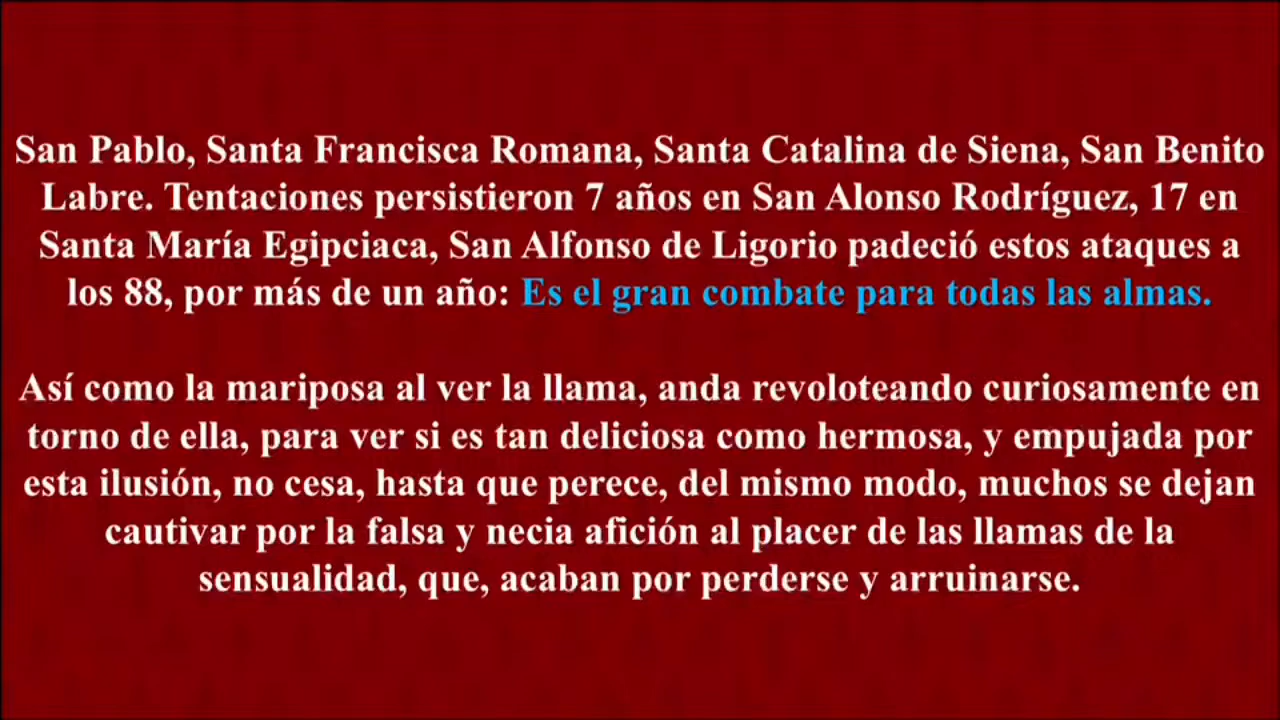 San Pablo, Santa Francisca Romana, Santa Catalina de Siena, San Benito
Labre. Tentaciones persistieron 7 años en San Alonso Rodríguez, 17 en
Santa María Egipciaca, San Alfonso de Ligorio padeció estos ataques a
los 88, por más de un año: Es el gran combate para todas las almas.
Así como la mariposa al ver la llama, anda revoloteando curiosamente en
torno de ella, para ver si es tan deliciosa como hermosa, y empujada por
esta ilusión, no cesa, hasta que perece, del mismo modo, muchos se dejan
cautivar por la falsa y necia afición al placer de las llamas de la
sensualidad, que, acaban por perderse y arruinarse.